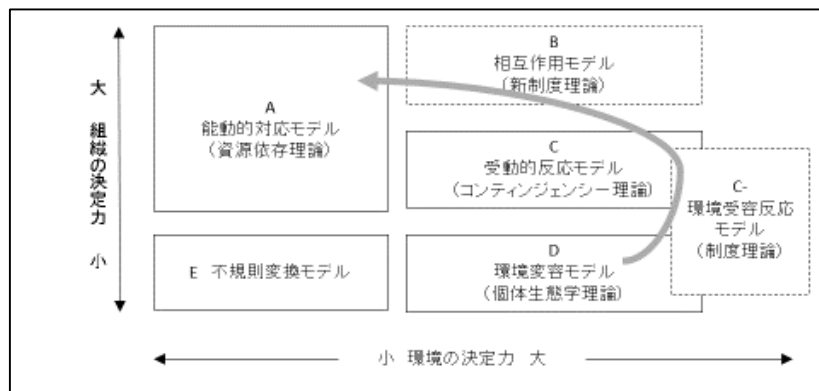 大 組織の決定力 小
A
能動的対応モデル
(資源依存理論)
B
相互作用モデル
(新制度理論)
C
受動的反応モデル
(コンティンジェンシー理論)
C-
環境受容反応
モデル
(制度理論)
D
環境変容モデル
(個体生態学理論)
E 不規則変換モデル
小 環境の決定力 大